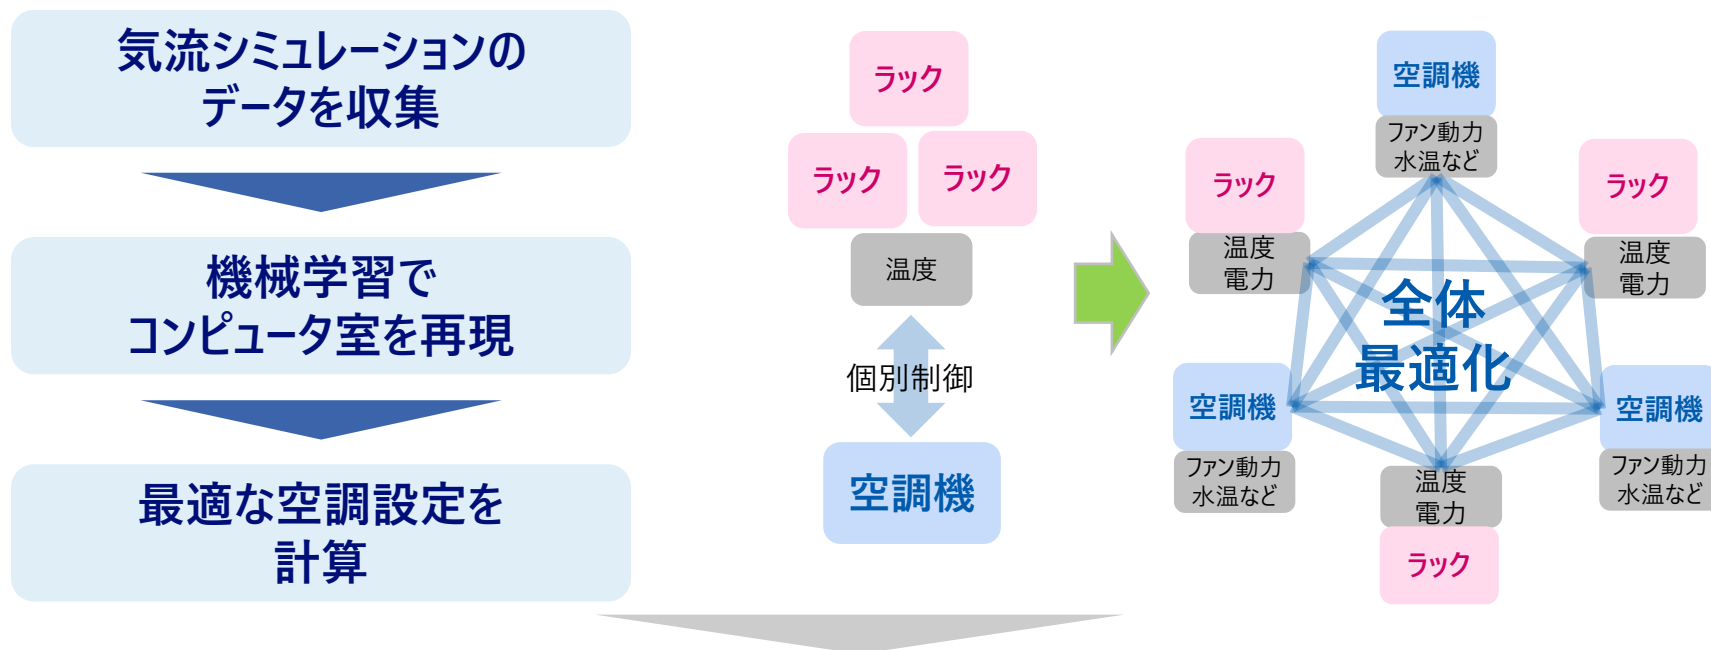 気流シミュレーションの
データを収集
機械学習で
コンピュータ室を再現
最適な空調設定を
計算
ラック
ラック
ラック
温度
個別制御
空調機
空調機
ファン動力
水温など
ラック
温度
電力
ラック
温度
電力
全体
最適化
空調機
ファン動力
水温など
空調機
ファン動力
水温など
温度
電力
ラック